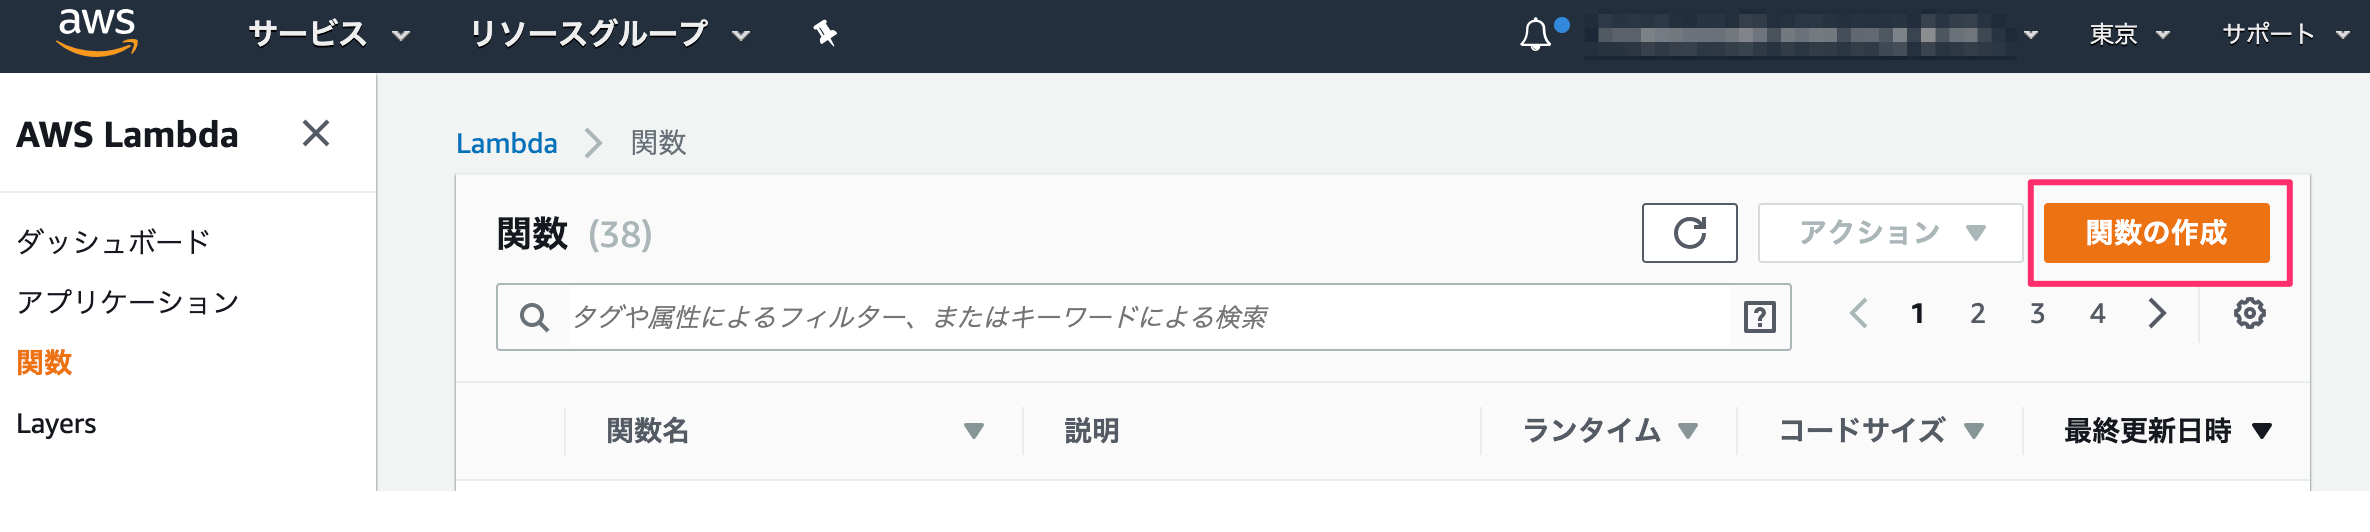 aws サービス リソースグループ 東京 サポート
AWS Lambda
Lambda 関数
関数 (38) アクション 関数の作成
ダッシュボード
アプリケーション
タグや属性によるフィルター、またはキーワードによる検索 ? 1 2 3 4
関数
Layers
関数名 説明 ランタイム コードサイズ 最終更新日時